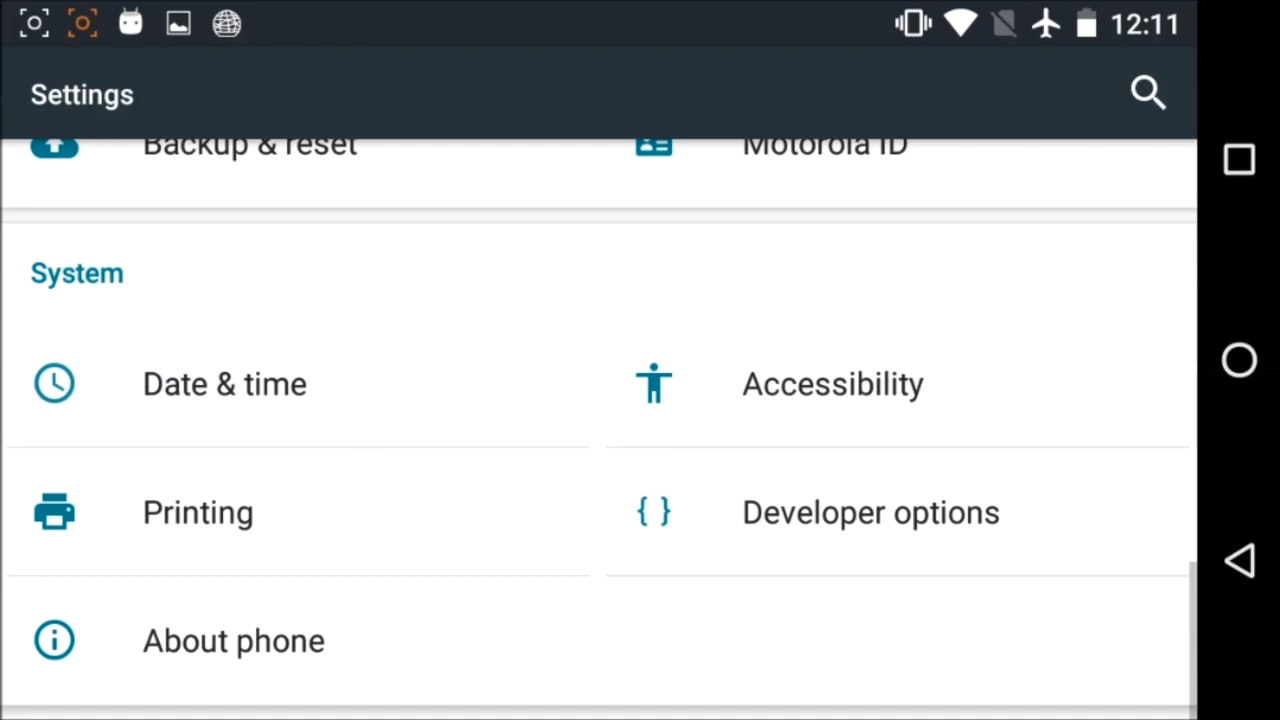 12:11
Settings
Backup & reset
Motorola ID
System
Date & time
Accessibility
Printing
{ } Developer options
About phone